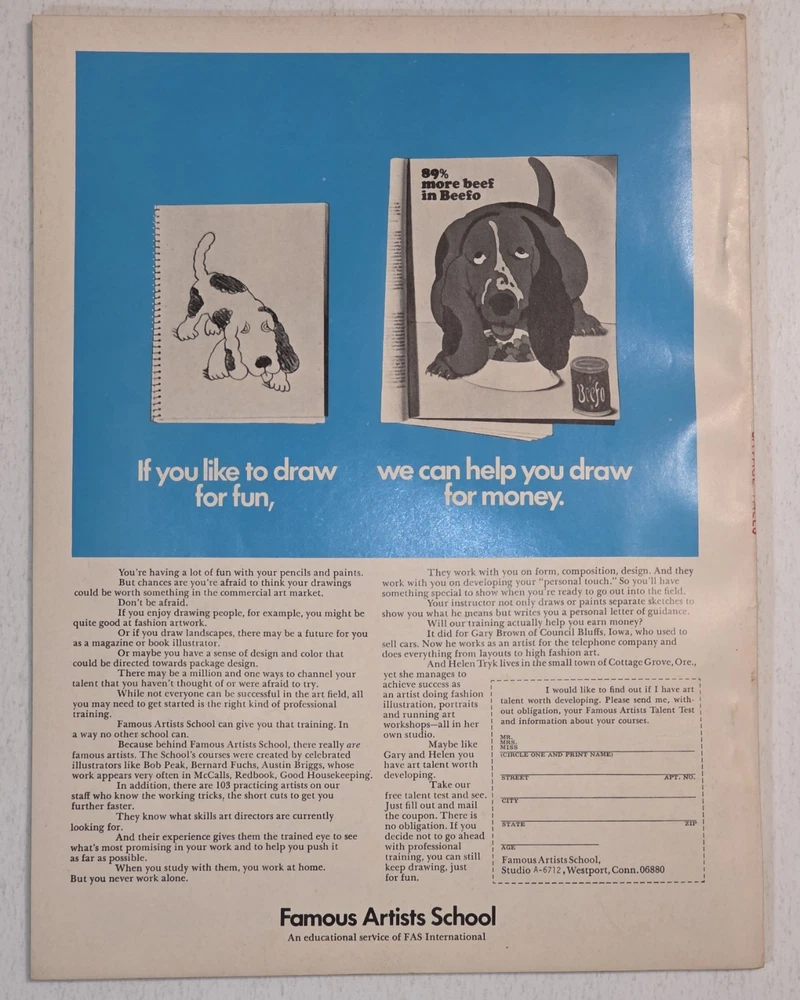 89%
more beef
in Beefo
Beefo
If you like to draw
for fun,
we can help you draw
for money.
You're having a lot of fun with your pencils and paints.
But chances are you're afraid to think your drawings
could be worth something in the commercial art market.
Don't be afraid.
If you enjoy drawing people, for example, you might be
quite good at fashion artwork.
Or if you draw landscapes, there may be a future for you
as a magazine or book illustrator.
Or maybe you have a sense of design and color that
could be directed towards package design.
There may be a million and one ways to channel your
talent that you haven't thought of or were afraid to try.
While not everyone can be successful in the art field, all
you may need to get started is the right kind of professional
training.
Famous Artists School can give you that training. In
a way no other school can.
Because behind Famous Artists School, there really are
famous artists. The School's courses were created by celebrated
illustrators like Bob Peak, Bernard Fuchs, Austin Briggs, whose
work appears very often in McCalls, Redbook, Good Housekeeping.
In addition, there are 103 practicing artists on our
staff who know the working tricks, the short cuts to get you
further faster.
They know what skills art directors are currently
looking for.
And their experience gives them the trained eye to see
what's most promising in your work and to help you push it
as far as possible.
When you study with them, you work at home.
But you never work alone.
They work with you on form, composition, design. And they
work with you on developing your "personal touch." So you'll have
something special to show when you're ready to go out into the field.
Your instructor not only draws or paints separate sketches to
show you what he means but writes you a personal letter of guidance.
Will our training actually help you earn money?
It did for Gary Brown of Council Bluffs, Iowa, who used to
sell cars. Now he works as an artist for the telephone company and
does everything from layouts to high fashion art.
And Helen Tryk lives in the small town of Cottage Grove, Ore.,
yet she manages to
achieve success as
an artist doing fashion
illustration, portraits
and running art
workshops—all in her
own studio.
Maybe like
Gary and Helen you
have art talent worth
developing.
Take our
free talent test and see.
Just fill out and mail
the coupon. There is
no obligation. If you
decide not to go ahead
with professional
training, you can still
keep drawing, just
for fun.
I would like to find out if I have art
talent worth developing. Please send me, with-
out obligation, your Famous Artists Talent Test
and information about your courses.
MR.
MRS.
MISS
(CIRCLE ONE AND PRINT NAME)
STREET APT. NO.
CITY
STATE ZIP
AGE
Famous Artists School,
Studio A-6712, Westport, Conn. 06880
Famous Artists School
An educational service of FAS International